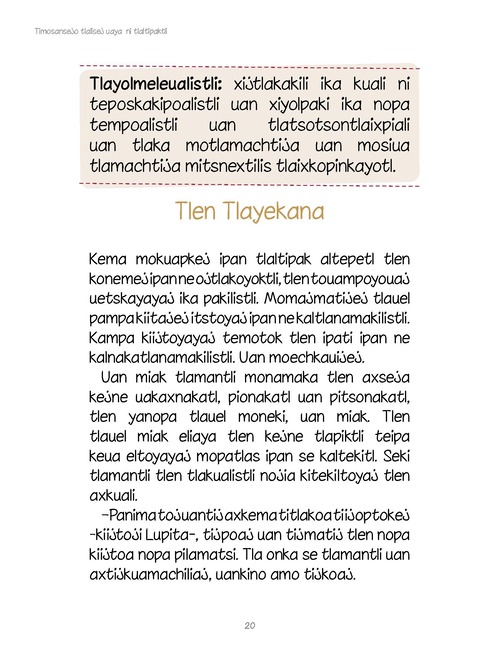 Timosansejo tlalisej uaya ni tlaltipaktli
Tlayolmeleualistli: xijtlakakili ika kuali ni
teposkakipoalistli uan xiyolpaki ika nopa
tempoalistli uan tlatsotsontlaixpiali
uan tlaka motlamachtija uan mosiua
tlamachtija mitsnextilis tlaixkopinkayotl.
Tlen Tlayekana
Kema mokuapkej ipan tlaltipak altepetl tlen
konemej ipan ne ojtlakoyoktli, tlen touampoyouaj
uetskayayaj ika pakilistli. Momajmatijej tlauel
pampa kiitajej itstoyaj ipan ne kaltlanamakilistli.
Kampa kiijtoyayaj temotok tlen ipati ipan ne
kalnakatlanamakilistli. Uan moechkauijej.
Uan miak tlamantli monamaka tlen axseja
kejne uakaxnakatl, pionakatl uan pitsonakatl,
tlen yanopa tlauel moneki, uan miak. Tlen
tlauel miak eliaya tlen kejne tlapiktli teipa
keua eltoyayaj mopatlas ipan se kaltekitl. Seki
tlamantli tlen tlakualistli nojia kitekiltoyaj tlen
axkuali.
–Panima tojuantij axkema titlakoatiijoptokej
-kiijtoji Lupita-, tijpoaj uan tijmatij tlen nopa
kiijtoa nopa pilamatsi. Tla onka se tlamantli uan
axtijkuamachiliaj, uankino amo tijkoaj.
20